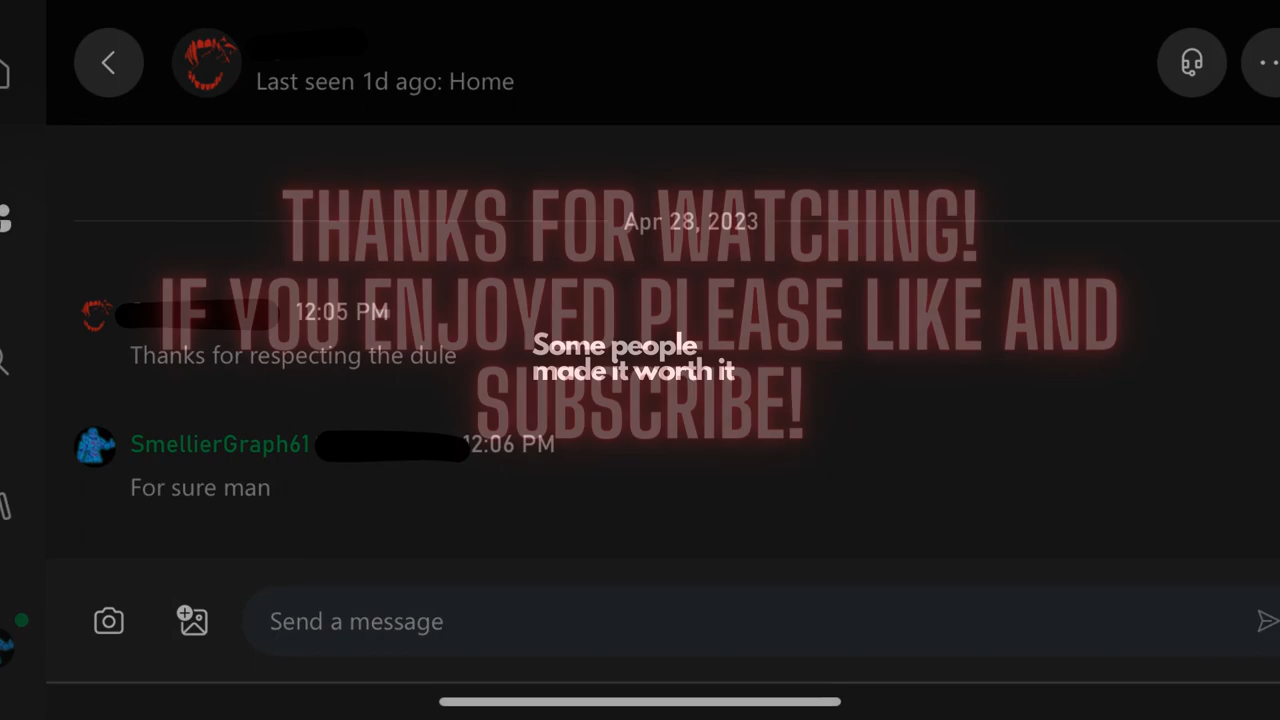 Last seen 1d ago: Home
Apr 28, 2023
THANKS FOR WATCHING!
IF YOU ENJOYED PLEASE LIKE AND
SUBSCRIBE!
12:05 PM
Thanks for respecting the dule
Some people
made it worth it
SmellierGraph61 12:06 PM
For sure man
Send a message